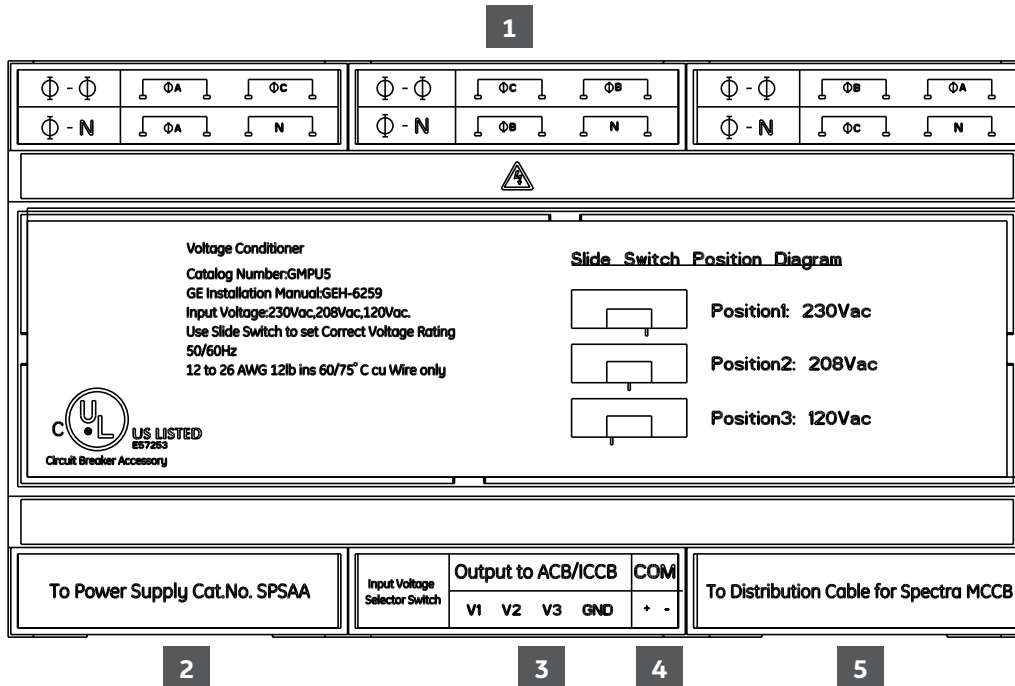 1
Φ - Φ ΦA ΦC Φ - Φ ΦC ΦB Φ - Φ ΦB ΦA
Φ - N ΦA N Φ - N ΦB N Φ - N ΦC N
Voltage Conditioner
Catalog Number:GMPU5
GE Installation Manual:GEH-6259
Input Voltage:230Vac,208Vac,120Vac.
Use Slide Switch to set Correct Voltage Rating
50/60Hz
12 to 26 AWG 12lb ins 60/75°C cu Wire only
C UL US LISTED
E57253
Circuit Breaker Accessory
Slide Switch Position Diagram
Position1: 230Vac
Position2: 208Vac
Position3: 120Vac
To Power Supply Cat.No. SPSAA
Input Voltage
Selector Switch
Output to ACB/ICCB COM
V1 V2 V3 GND + -
To Distribution Cable for Spectra MCCB
2 3 4 5